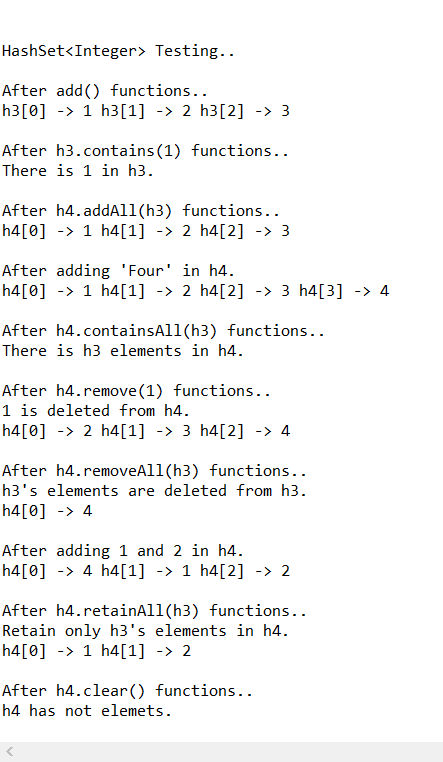 HashSet<Integer> Testing..
After add() functions..
h3[0] -> 1 h3[1] -> 2 h3[2] -> 3
After h3.contains(1) functions..
There is 1 in h3.
After h4.addAll(h3) functions..
h4[0] -> 1 h4[1] -> 2 h4[2] -> 3
After adding 'Four' in h4.
h4[0] -> 1 h4[1] -> 2 h4[2] -> 3 h4[3] -> 4
After h4.containsAll(h3) functions..
There is h3 elements in h4.
After h4.remove(1) functions..
1 is deleted from h4.
h4[0] -> 2 h4[1] -> 3 h4[2] -> 4
After h4.removeAll(h3) functions..
h3's elements are deleted from h3.
h4[0] -> 4
After adding 1 and 2 in h4.
h4[0] -> 4 h4[1] -> 1 h4[2] -> 2
After h4.retainAll(h3) functions..
Retain only h3's elements in h4.
h4[0] -> 1 h4[1] -> 2
After h4.clear() functions..
h4 has not elemets.